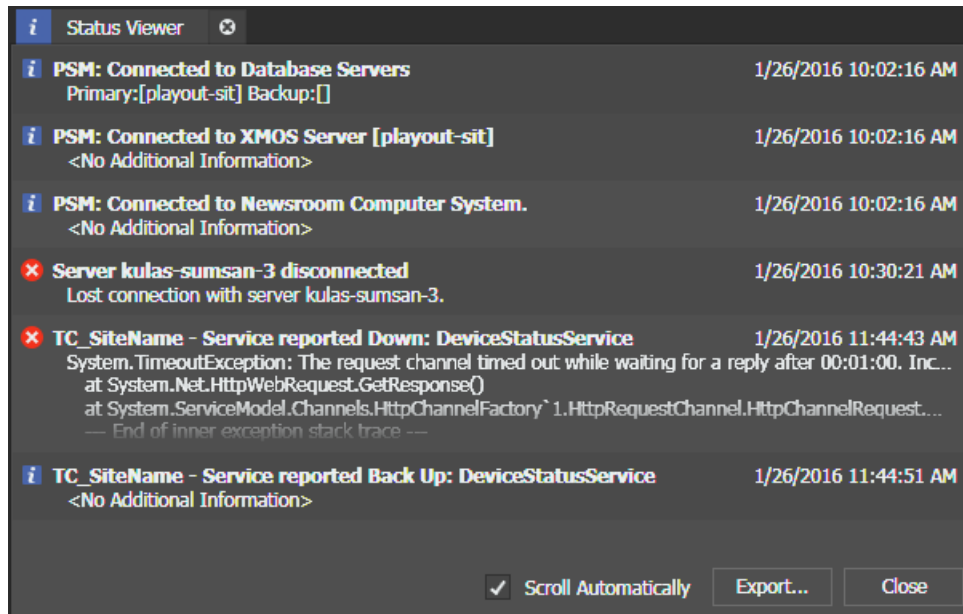 Status Viewer
PSM: Connected to Database Servers 1/26/2016 10:02:16 AM
Primary:[playout-sit] Backup:[]
PSM: Connected to XMOS Server [playout-sit] 1/26/2016 10:02:16 AM
<No Additional Information>
PSM: Connected to Newsroom Computer System. 1/26/2016 10:02:16 AM
<No Additional Information>
Server kulas-sumsan-3 disconnected 1/26/2016 10:30:21 AM
Lost connection with server kulas-sumsan-3.
TC_SiteName - Service reported Down: DeviceStatusService 1/26/2016 11:44:43 AM
System.TimeoutException: The request channel timed out while waiting for a reply after 00:01:00. Inc...
at System.Net.HttpWebRequest.GetResponse()
at System.ServiceModel.Channels.HttpChannelFactory`1.HttpRequestChannel.HttpChannelRequest....
--- End of inner exception stack trace ---
TC_SiteName - Service reported Back Up: DeviceStatusService 1/26/2016 11:44:51 AM
<No Additional Information>
Scroll Automatically Export... Close